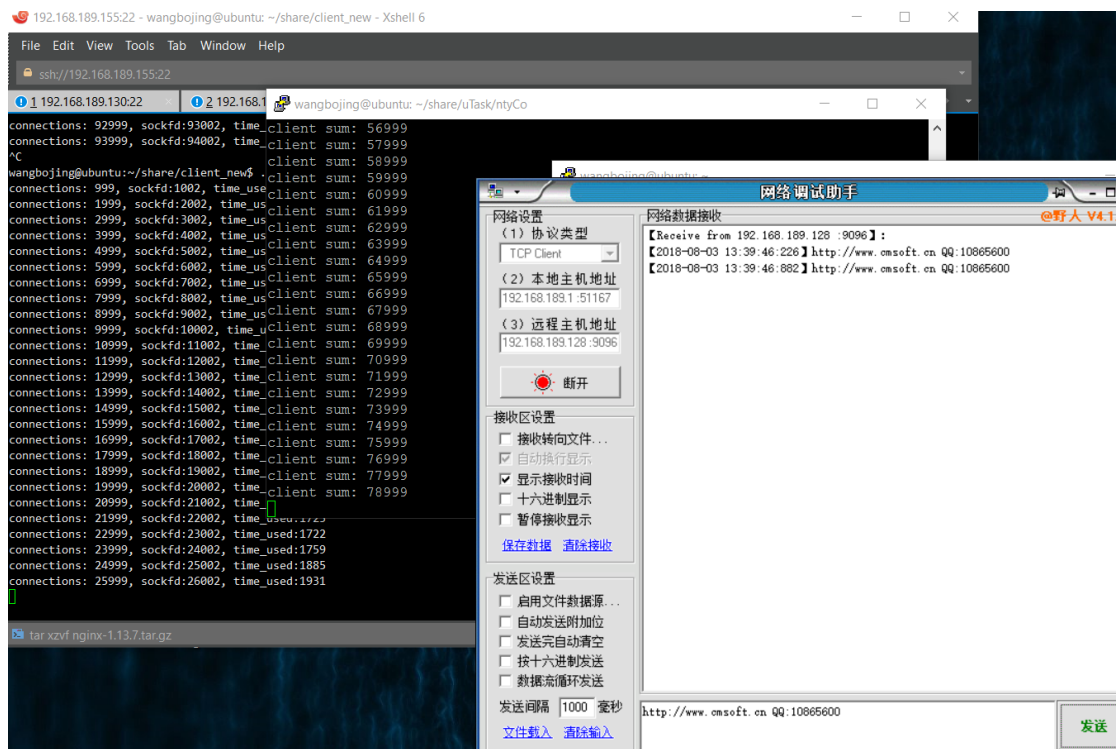 192.168.189.155:22 - wangbojing@ubuntu: ~/share/client_new - Xshell 6
File Edit View Tools Tab Window Help
ssh://192.168.189.155:22
1 192.168.189.130:22
2 192.168.1
connections: 92999, sockfd:93002, time_
connections: 93999, sockfd:94002, time_
^C
wangbojing@ubuntu:~/share/client_new$ .
connections: 999, sockfd:1002, time_use
connections: 1999, sockfd:2002, time_us
connections: 2999, sockfd:3002, time_us
connections: 3999, sockfd:4002, time_us
connections: 4999, sockfd:5002, time_us
connections: 5999, sockfd:6002, time_us
connections: 6999, sockfd:7002, time_us
connections: 7999, sockfd:8002, time_us
connections: 8999, sockfd:9002, time_us
connections: 9999, sockfd:10002, time_u
connections: 10999, sockfd:11002, time_
connections: 11999, sockfd:12002, time_
connections: 12999, sockfd:13002, time_
connections: 13999, sockfd:14002, time_
connections: 14999, sockfd:15002, time_
connections: 15999, sockfd:16002, time_
connections: 16999, sockfd:17002, time_
connections: 17999, sockfd:18002, time_
connections: 18999, sockfd:19002, time_
connections: 19999, sockfd:20002, time_
connections: 20999, sockfd:21002, time_
connections: 21999, sockfd:22002, time_used:1725
connections: 22999, sockfd:23002, time_used:1722
connections: 23999, sockfd:24002, time_used:1759
connections: 24999, sockfd:25002, time_used:1885
connections: 25999, sockfd:26002, time_used:1931
tar xzvf nginx-1.13.7.tar.gz
wangbojing@ubuntu: ~/share/uTask/ntyCo
client sum: 56999
client sum: 57999
client sum: 58999
client sum: 59999
client sum: 60999
client sum: 61999
client sum: 62999
client sum: 63999
client sum: 64999
client sum: 65999
client sum: 66999
client sum: 67999
client sum: 68999
client sum: 69999
client sum: 70999
client sum: 71999
client sum: 72999
client sum: 73999
client sum: 74999
client sum: 75999
client sum: 76999
client sum: 77999
client sum: 78999
wangbojing@ubuntu: ~
网络调试助手
网络设置
(1) 协议类型
TCP Client
(2) 本地主机地址
192.168.189.1 :51167
(3) 远程主机地址
192.168.189.128 :9096
断开
接收区设置
接收转向文件...
自动换行显示
显示接收时间
十六进制显示
暂停接收显示
保存数据 清除接收
发送区设置
启用文件数据源...
自动发送附加位
发送完自动清空
按十六进制发送
数据流循环发送
发送间隔 1000 毫秒
文件载入 清除输入
网络数据接收
@野人 V4.1
【Receive from 192.168.189.128 :9096】:
【2018-08-03 13:39:46:226】http://www.cmsoft.cn QQ:10865600
【2018-08-03 13:39:46:882】http://www.cmsoft.cn QQ:10865600
http://www.cmsoft.cn QQ:10865600
发送